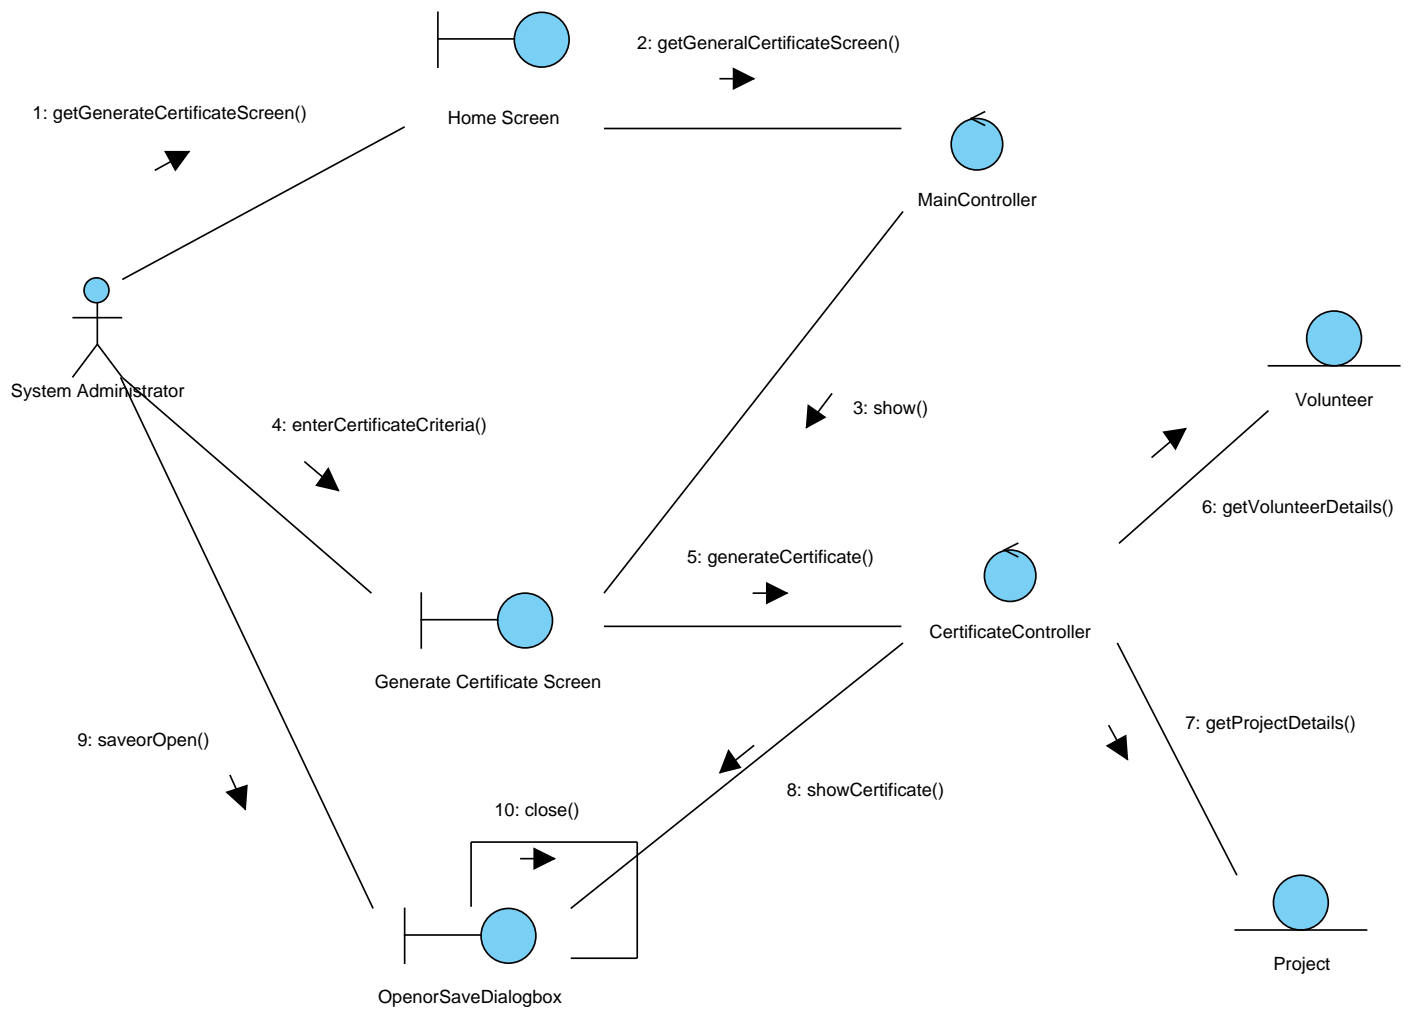 2: getGeneralCertificateScreen()
1: getGenerateCertificateScreen()
Home Screen
MainController
System Administrator
Volunteer
3: show()
4: enterCertificateCriteria()
6: getVolunteerDetails()
5: generateCertificate()
CertificateController
Generate Certificate Screen
7: getProjectDetails()
9: saveorOpen()
8: showCertificate()
10: close()
Project
OpenorSaveDialogbox